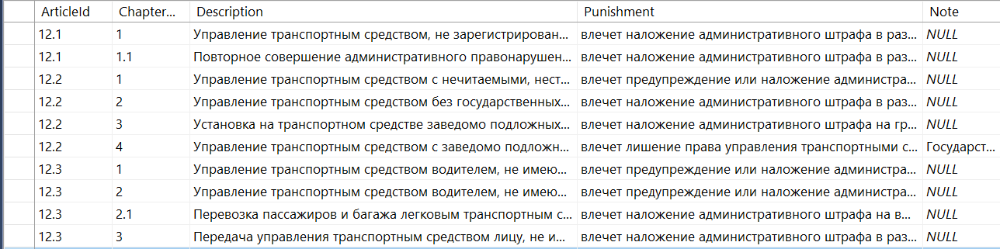 ArticleId Chapter... Description Punishment Note
12.1 1 Управление транспортным средством, не зарегистрирован... влечет наложение административного штрафа в раз... NULL
12.1 1.1 Повторное совершение административного правонарушен... влечет наложение административного штрафа в раз... NULL
12.2 1 Управление транспортным средством с нечитаемыми, нест... влечет предупреждение или наложение администра... NULL
12.2 2 Управление транспортным средством без государственных... влечет наложение административного штрафа в раз... NULL
12.2 3 Установка на транспортном средстве заведомо подложных... влечет наложение административного штрафа на гр... NULL
12.2 4 Управление транспортным средством с заведомо подложн... влечет лишение права управления транспортными с... Государст...
12.3 1 Управление транспортным средством водителем, не имею... влечет предупреждение или наложение администра... NULL
12.3 2 Управление транспортным средством водителем, не имею... влечет предупреждение или наложение администра... NULL
12.3 2.1 Перевозка пассажиров и багажа легковым транспортным с... влечет наложение административного штрафа на в... NULL
12.3 3 Передача управления транспортным средством лицу, не и... влечет наложение административного штрафа в раз... NULL